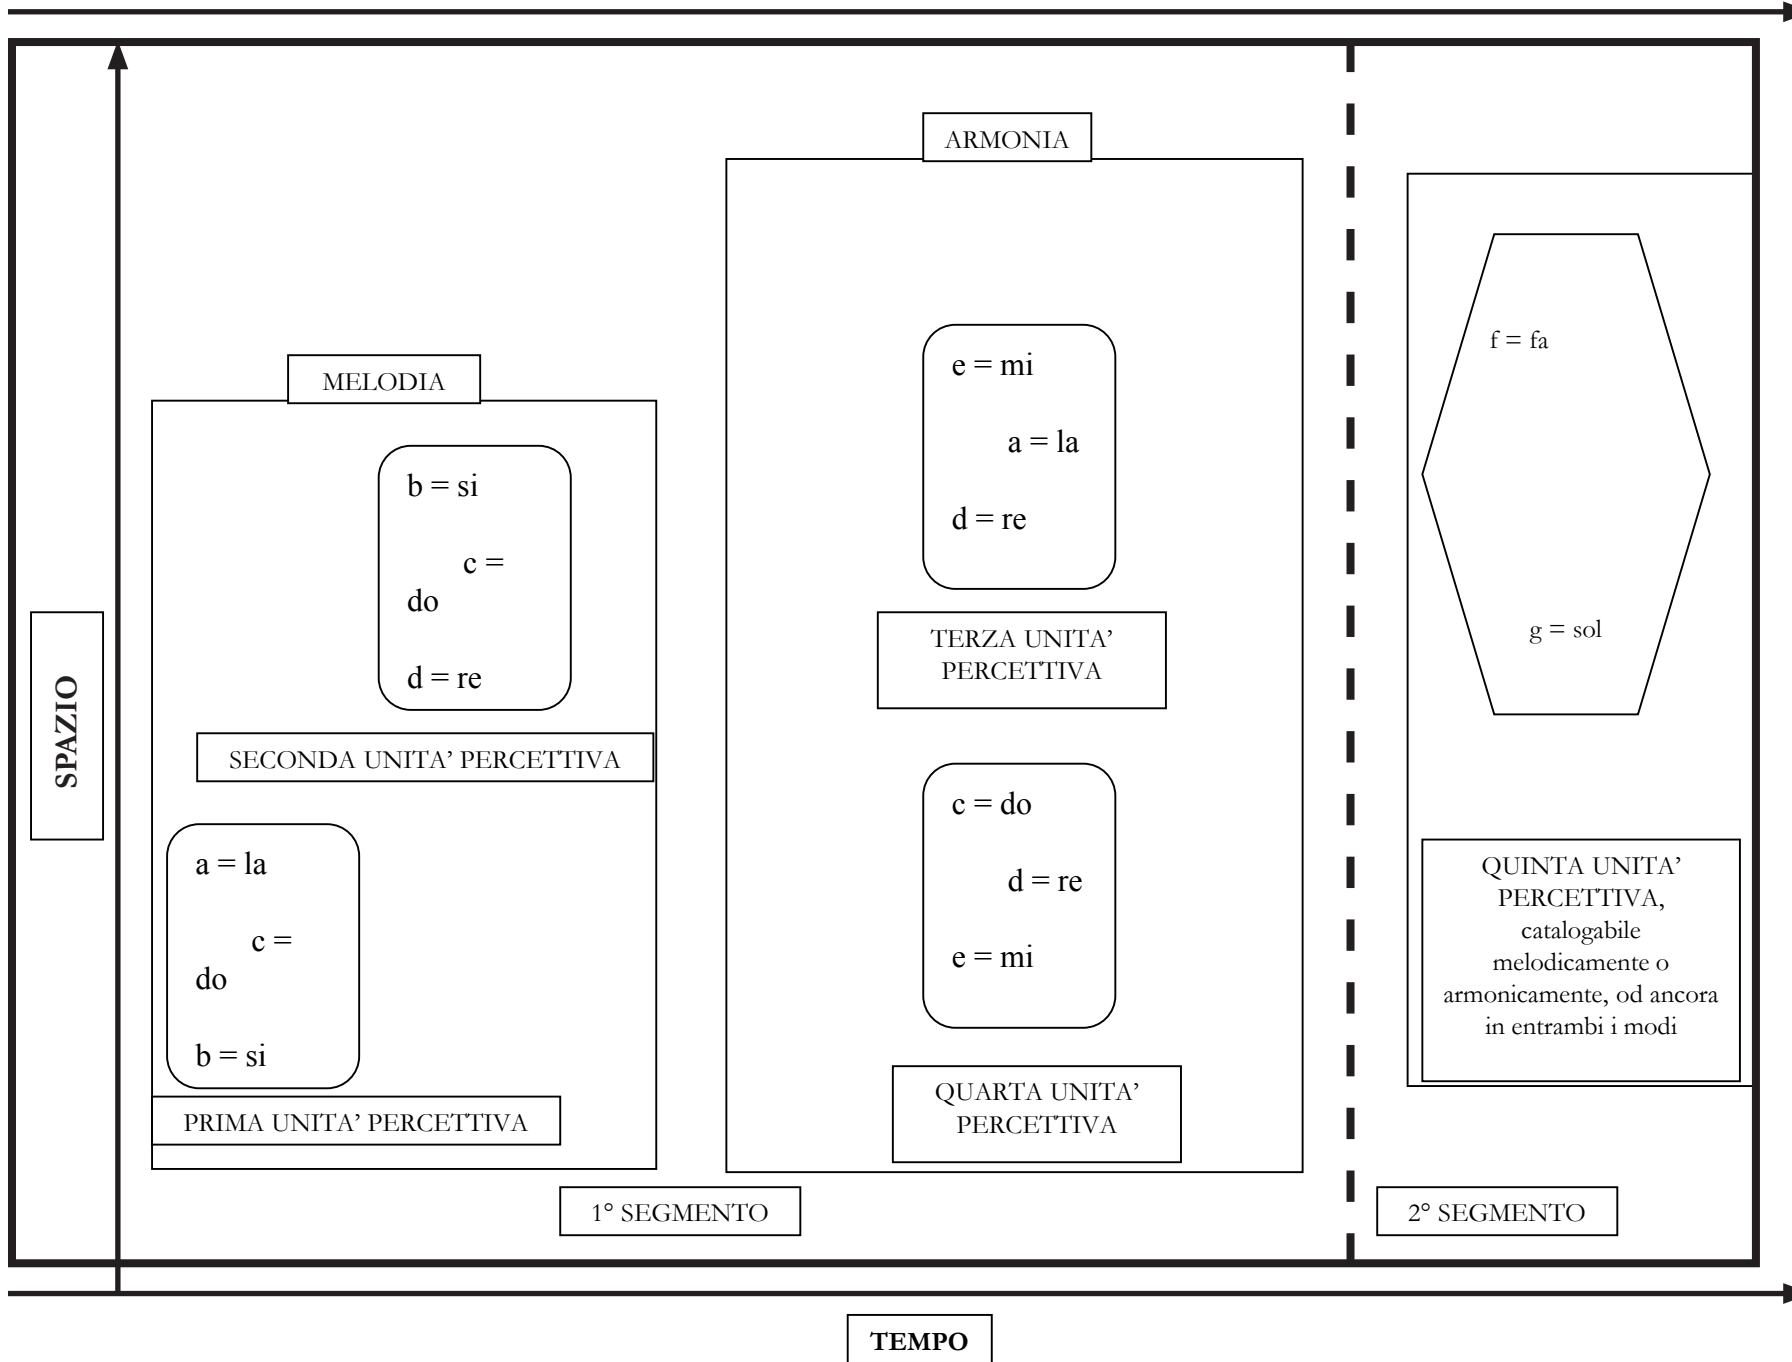 ARMONIA
MELODIA
b = si
c =
do
d = re
SECONDA UNITA’ PERCETTIVA
a = la
c =
do
b = si
PRIMA UNITA’ PERCETTIVA
e = mi
a = la
d = re
TERZA UNITA’
PERCETTIVA
c = do
d = re
e = mi
QUARTA UNITA’
PERCETTIVA
f = fa
g = sol
QUINTA UNITA’
PERCETTIVA,
catalogabile
melodicamente o
armonicamente, od ancora
in entrambi i modi
SPAZIO
1° SEGMENTO
2° SEGMENTO
TEMPO